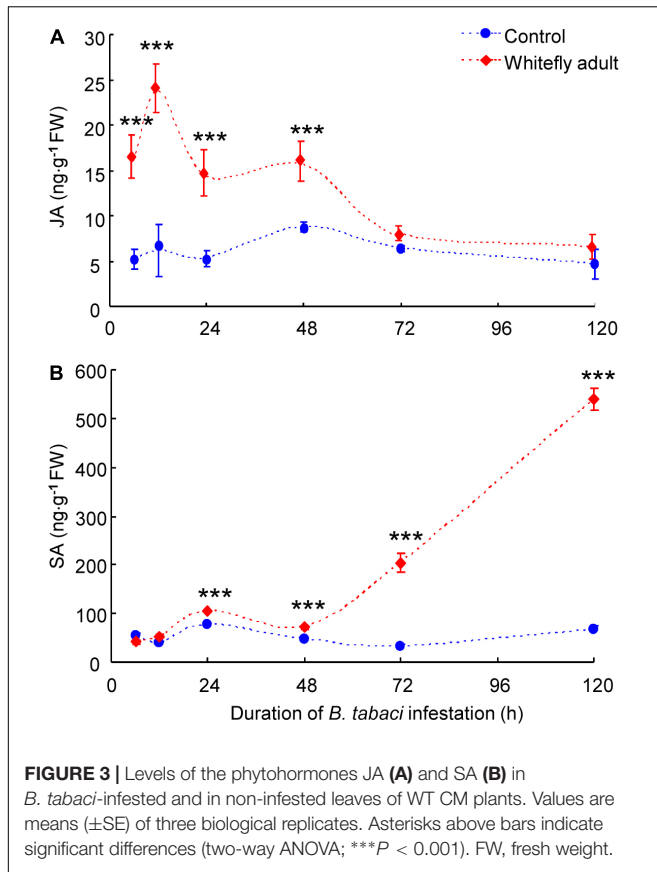 A
30
25
20
15
10
5
0
JA (ng·g⁻¹ FW)
***
***
***
***
Control
Whitefly adult
0 24 48 72 96 120
B
600
500
400
300
200
100
0
SA (ng·g⁻¹ FW)
***
***
***
***
0 24 48 72 96 120
Duration of B. tabaci infestation (h)
FIGURE 3 | Levels of the phytohormones JA (A) and SA (B) in
B. tabaci-infested and in non-infested leaves of WT CM plants. Values are
means (±SE) of three biological replicates. Asterisks above bars indicate
significant differences (two-way ANOVA; ***P < 0.001). FW, fresh weight.